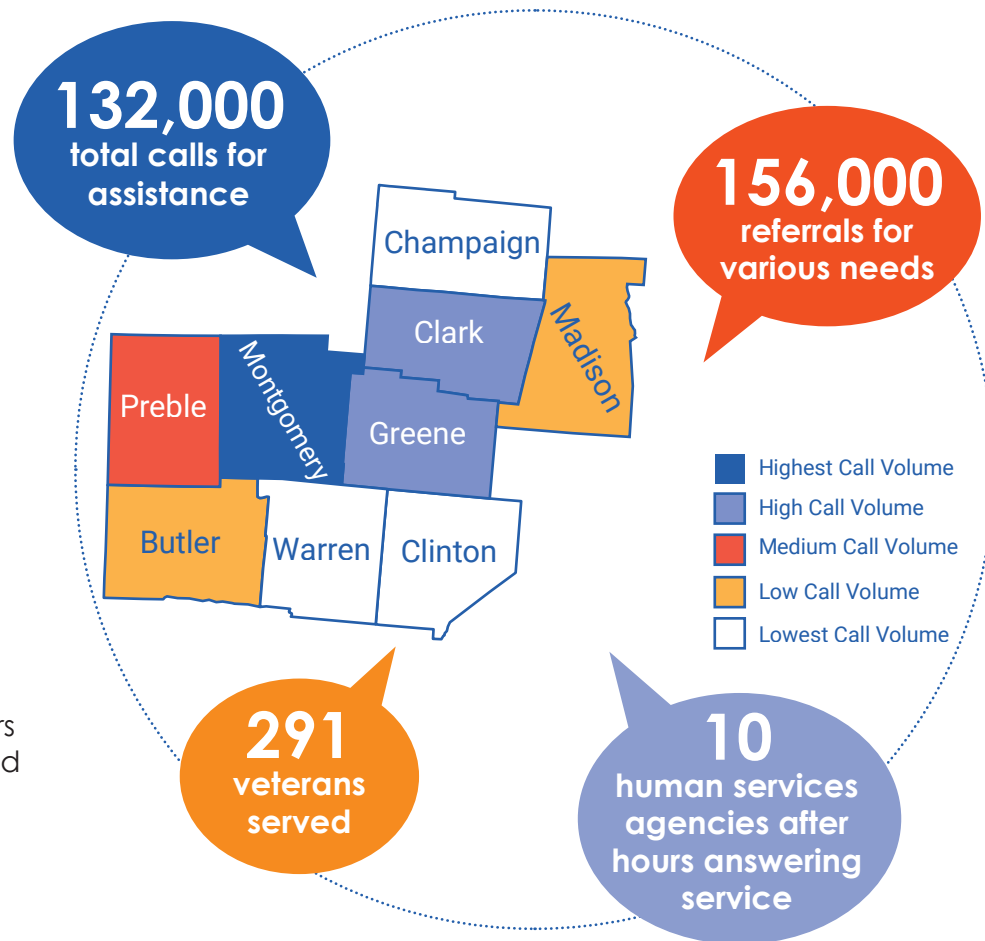 132,000
total calls for
assistance
156,000
referrals for
various needs
Champaign
Clark
Madison
Montgomery
Preble
Greene
Butler
Warren
Clinton
Highest Call Volume
High Call Volume
Medium Call Volume
Low Call Volume
Lowest Call Volume
291
veterans
served
10
human services
agencies after
hours answering
service